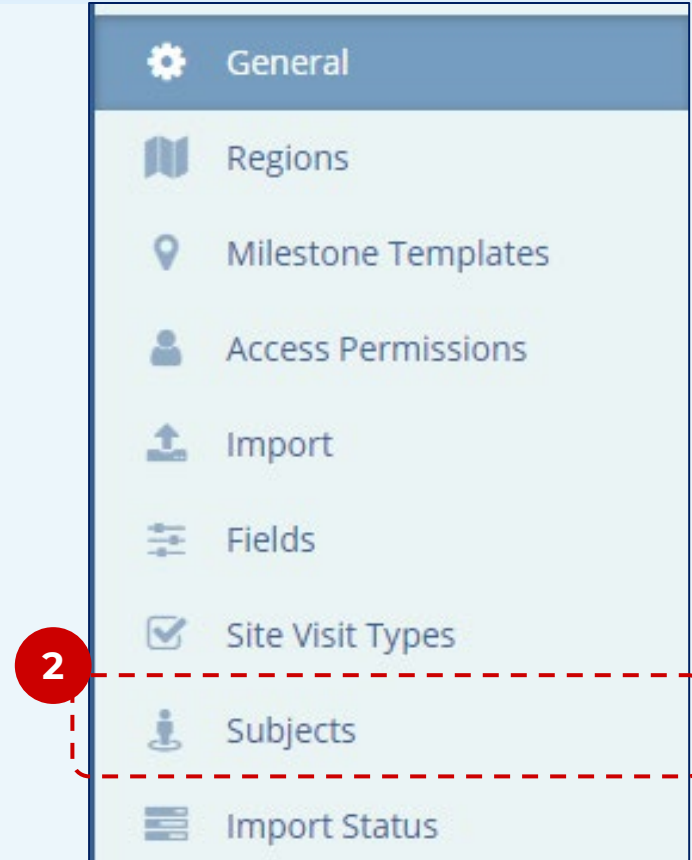 General
Regions
Milestone Templates
Access Permissions
Import
Fields
Site Visit Types
2
Subjects
Import Status